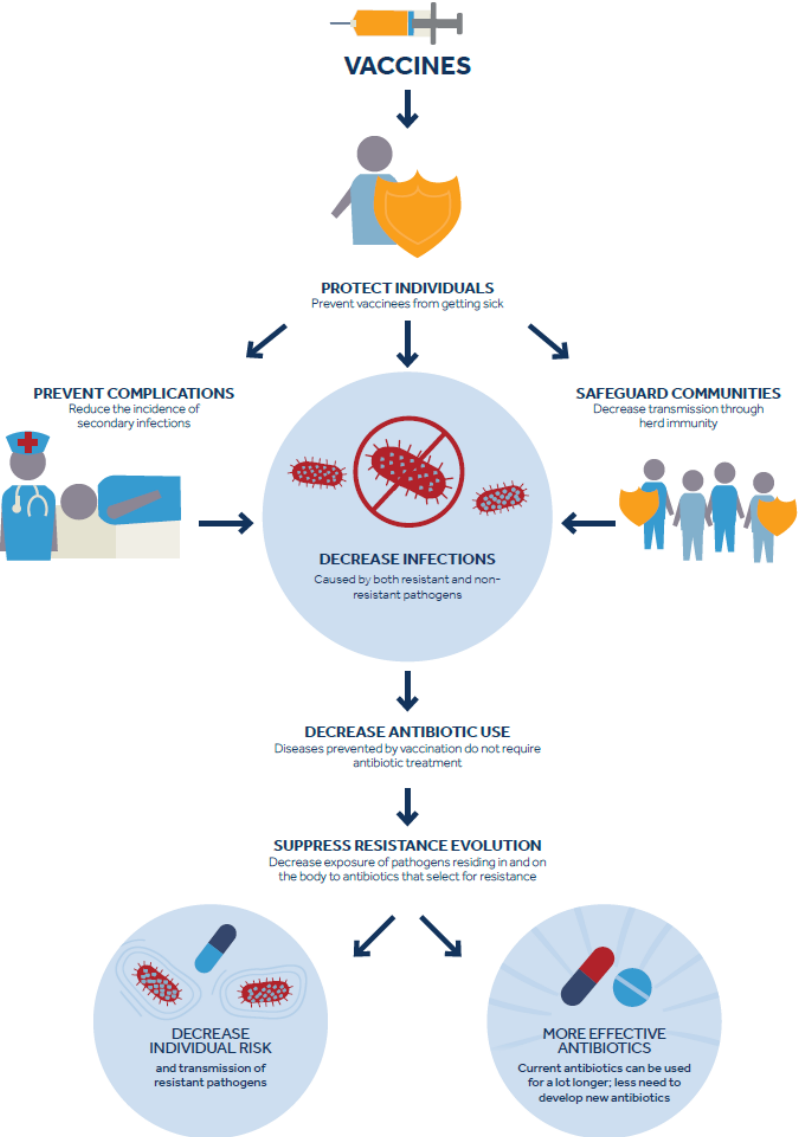 VACCINES
PROTECT INDIVIDUALS
Prevent vaccinees from getting sick
PREVENT COMPLICATIONS
Reduce the incidence of
secondary infections
SAFEGUARD COMMUNITIES
Decrease transmission through
herd immunity
DECREASE INFECTIONS
Caused by both resistant and non-
resistant pathogens
DECREASE ANTIBIOTIC USE
Diseases prevented by vaccination do not require
antibiotic treatment
SUPPRESS RESISTANCE EVOLUTION
Decrease exposure of pathogens residing in and on
the body to antibiotics that select for resistance
DECREASE
INDIVIDUAL RISK
and transmission of
resistant pathogens
MORE EFFECTIVE
ANTIBIOTICS
Current antibiotics can be used
for a lot longer; less need to
develop new antibiotics